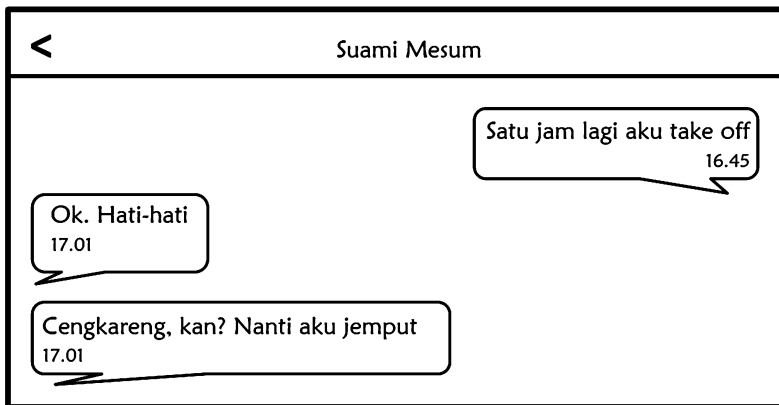 <
Suami Mesum
Satu jam lagi aku take off
16.45
Ok. Hati-hati
17.01
Cengkareng, kan? Nanti aku jemput
17.01